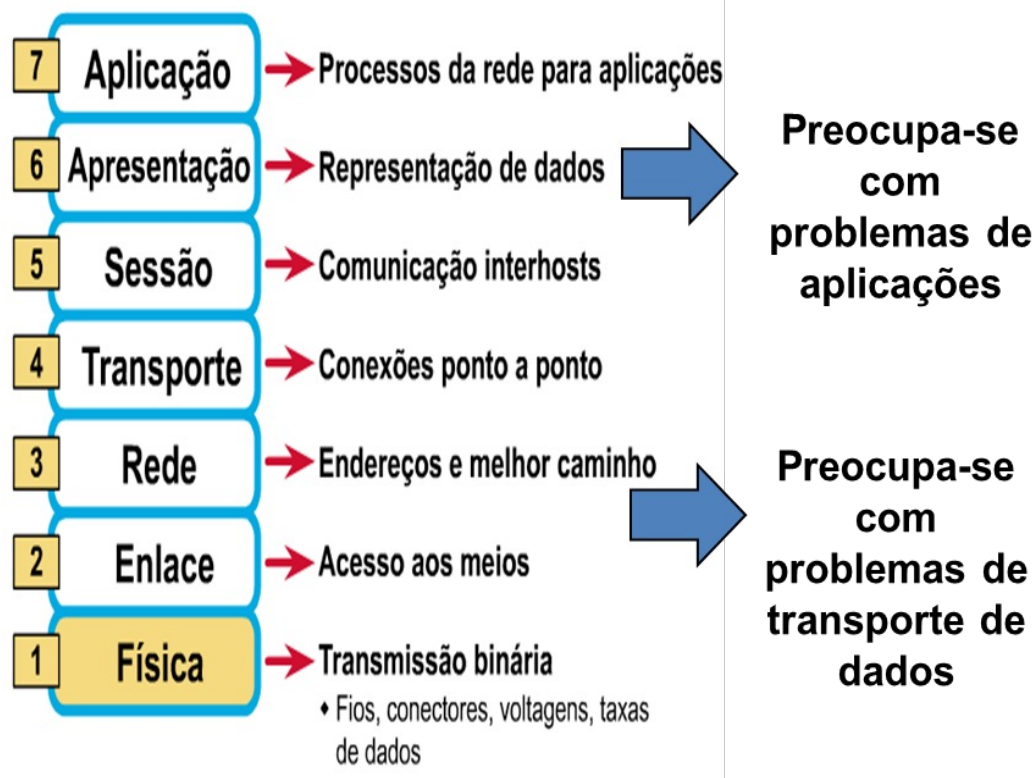 7 Aplicação Processos da rede para aplicações
6 Apresentação Representação de dados
5 Sessão Comunicação interhosts
4 Transporte Conexões ponto a ponto
3 Rede Endereços e melhor caminho
2 Enlace Acesso aos meios
1 Física Transmissão binária
• Fios, conectores, voltagens, taxas
de dados
Preocupa-se
com
problemas de
aplicações
Preocupa-se
com
problemas de
transporte de
dados